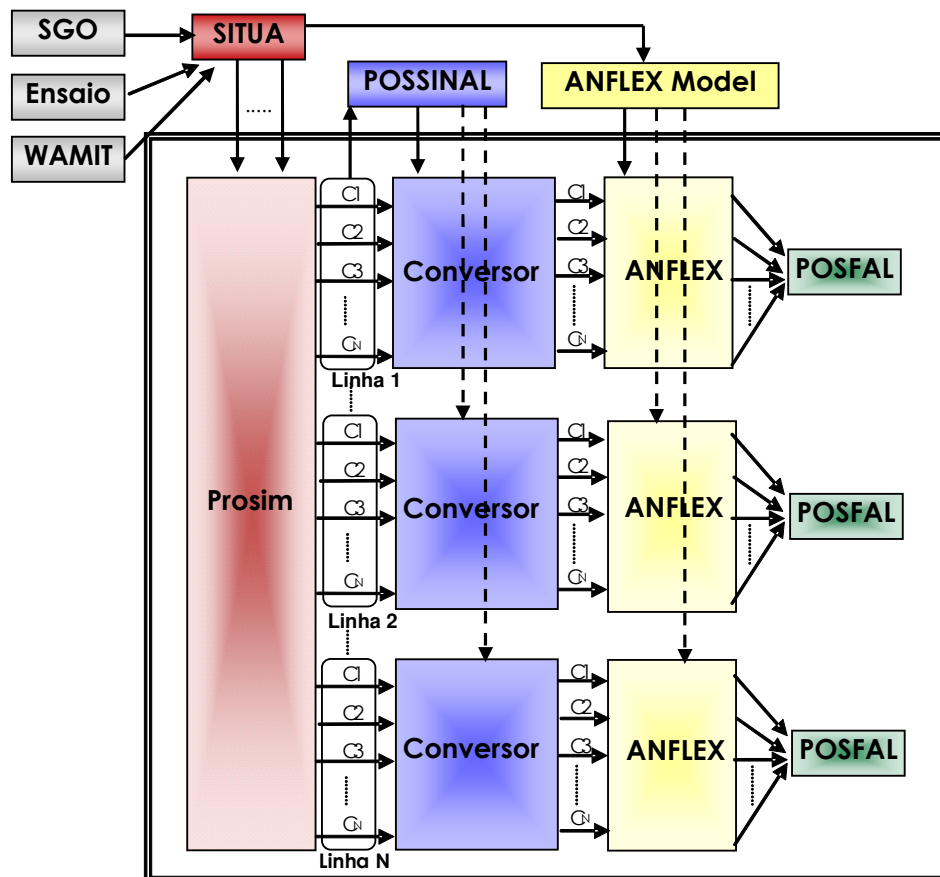 SGO
SITUA
Ensaio
POSSINAL
ANFLEX Model
WAMIT
C1
C2
C3
CN
Linha 1
Conversor
C1
C2
C3
CN
ANFLEX
POSFAL
Prosim
C1
C2
C3
CN
Linha 2
Conversor
C1
C2
C3
CN
ANFLEX
POSFAL
C1
C2
C3
CN
Linha N
Conversor
C1
C2
C3
CN
ANFLEX
POSFAL